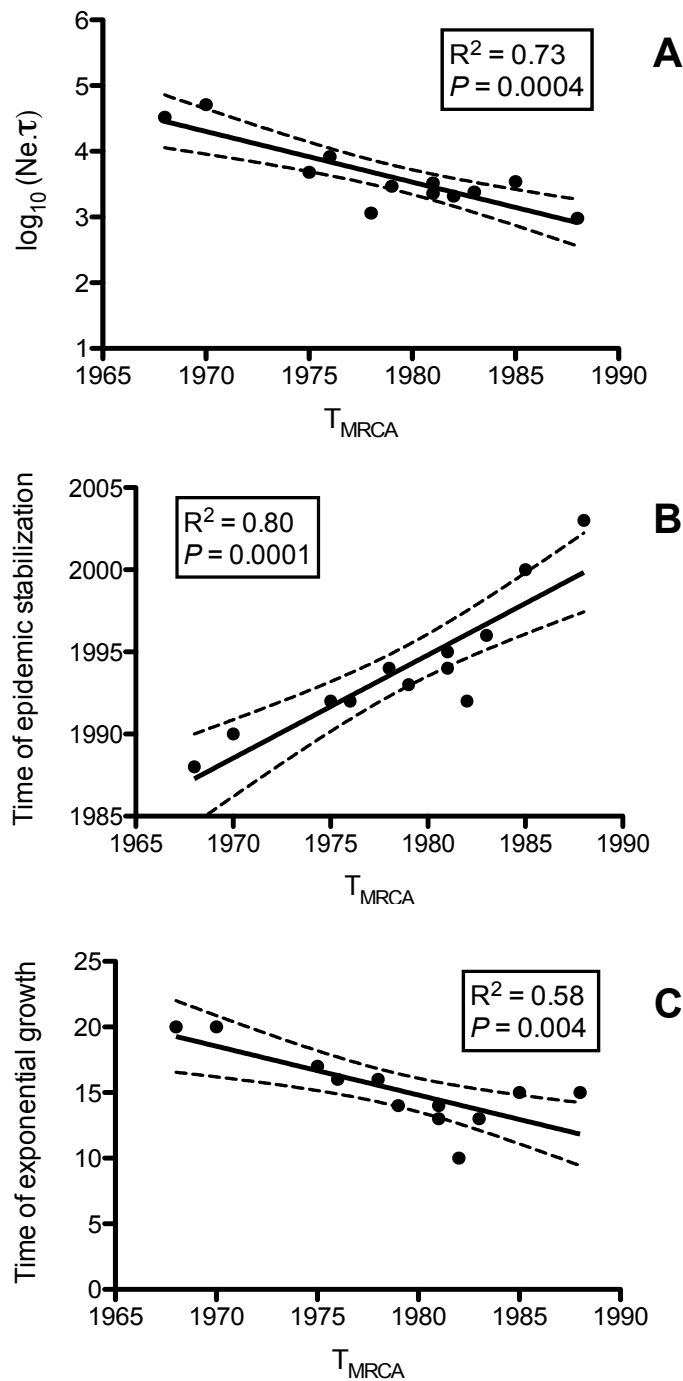 A
R² = 0.73
P = 0.0004
log₁₀ (Ne.τ)
6
5
4
3
2
1
1965 1970 1975 1980 1985 1990
T_MRCA
B
R² = 0.80
P = 0.0001
Time of epidemic stabilization
2005
2000
1995
1990
1985
1965 1970 1975 1980 1985 1990
T_MRCA
C
R² = 0.58
P = 0.004
Time of exponential growth
25
20
15
10
5
0
1965 1970 1975 1980 1985 1990
T_MRCA